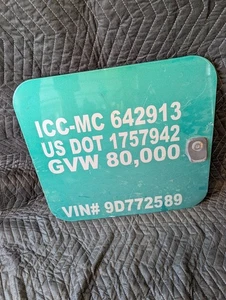 ICC-MC 642913
US DOT 1757942
GVW 80,000
VIN# 9D772589